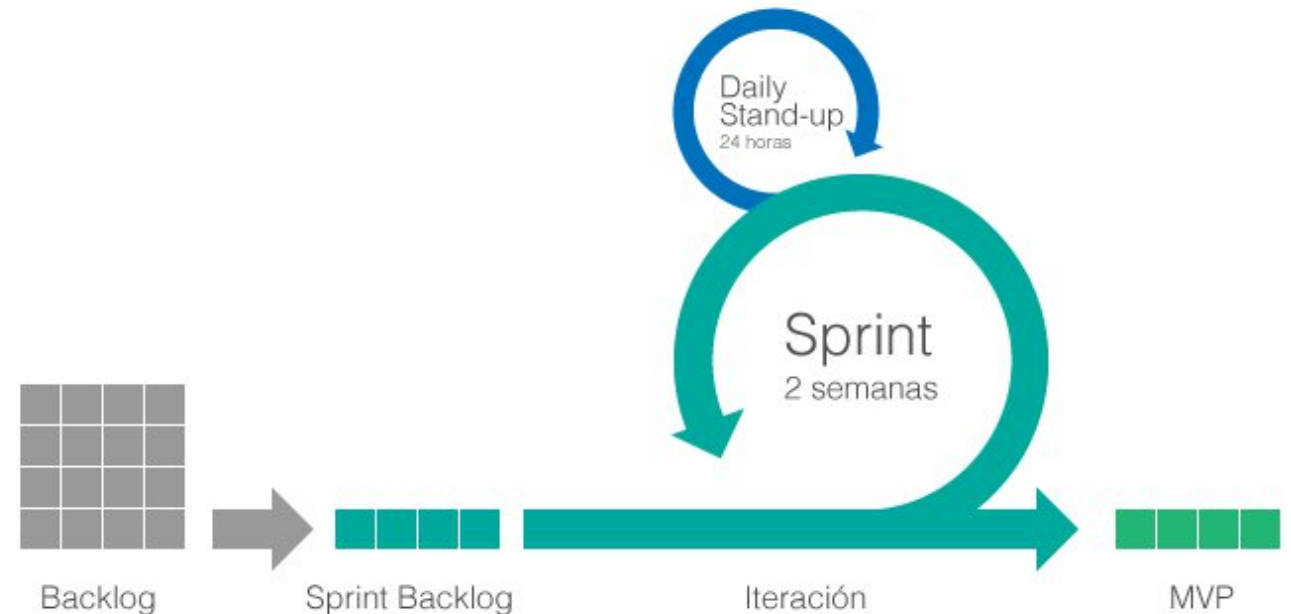 Daily
Stand-up
24 horas
Sprint
2 semanas
Backlog
Sprint Backlog
Iteración
MVP